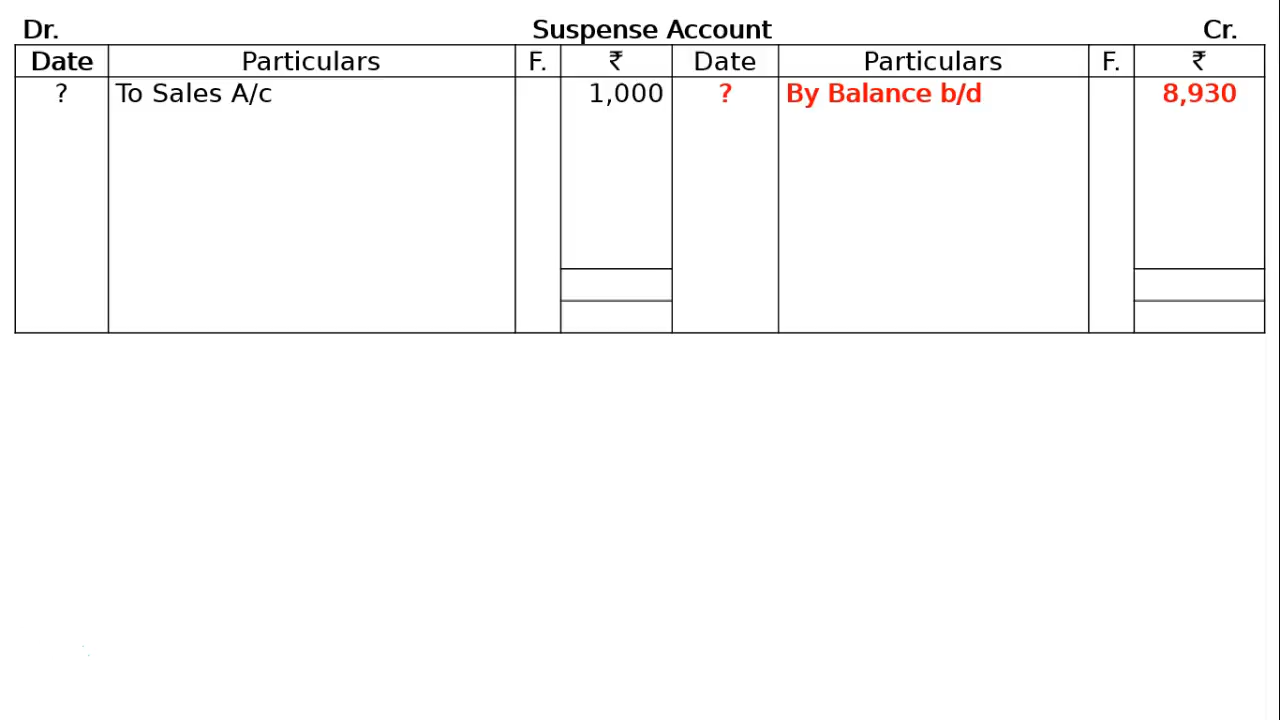 Dr. Suspense Account Cr.
Date Particulars F. ₹ Date Particulars F. ₹
? To Sales A/c 1,000 ? By Balance b/d 8,930